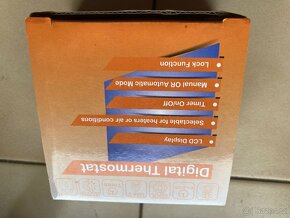 Digital Thermostat
LCD Display
Selectable for heaters or air conditions
Timer On/Off
Manual OR Automatic Mode
Lock Function